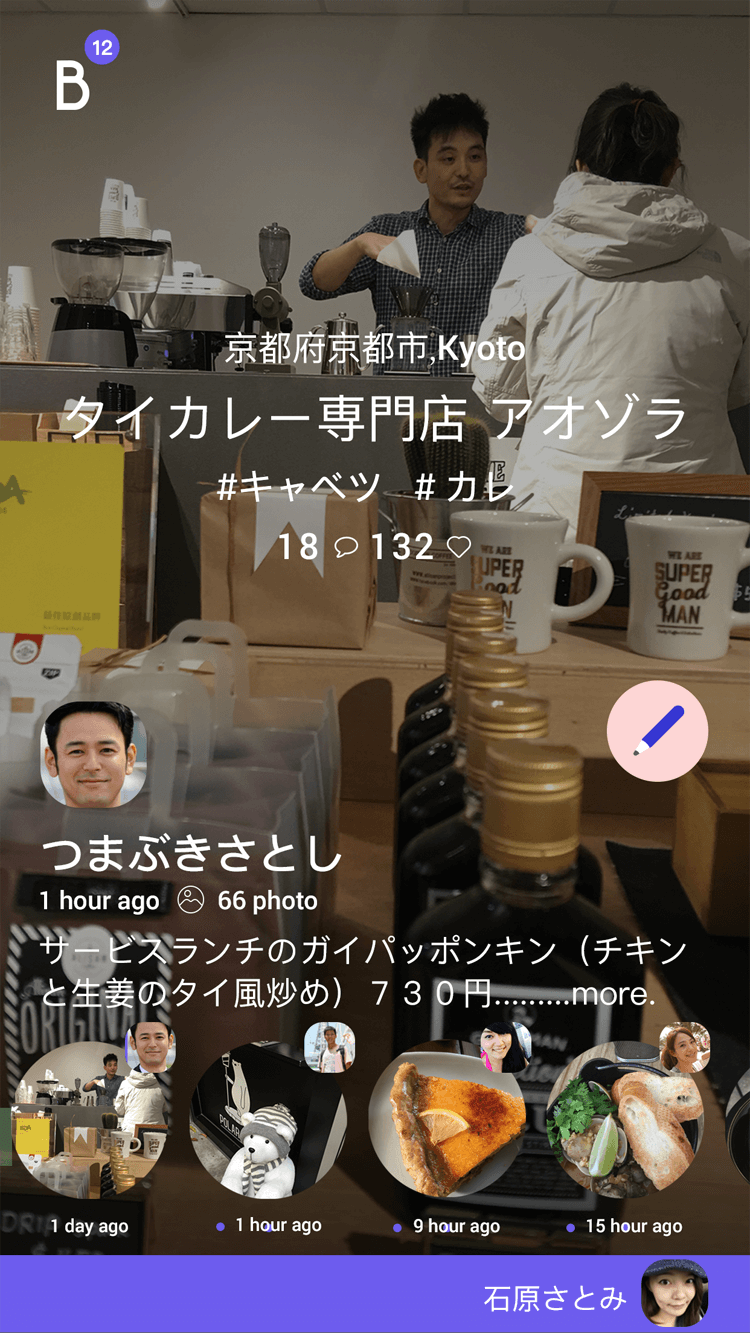 12
B
京都府京都市,Kyoto
タイカレー専門店 アオゾラ
#キャベツ # カレ
18 132
WE ARE
SUPER
Good
MAN
WE ARE
SUPER
Good
MAN
つまぶきさとし
1 hour ago 66 photo
サービスランチのガイパッポンキン（チキン
と生姜のタイ風炒め）７３０円.........more.
ORIGINAL
POLAR
1 day ago
1 hour ago
9 hour ago
15 hour ago
DRIP
石原さとみ